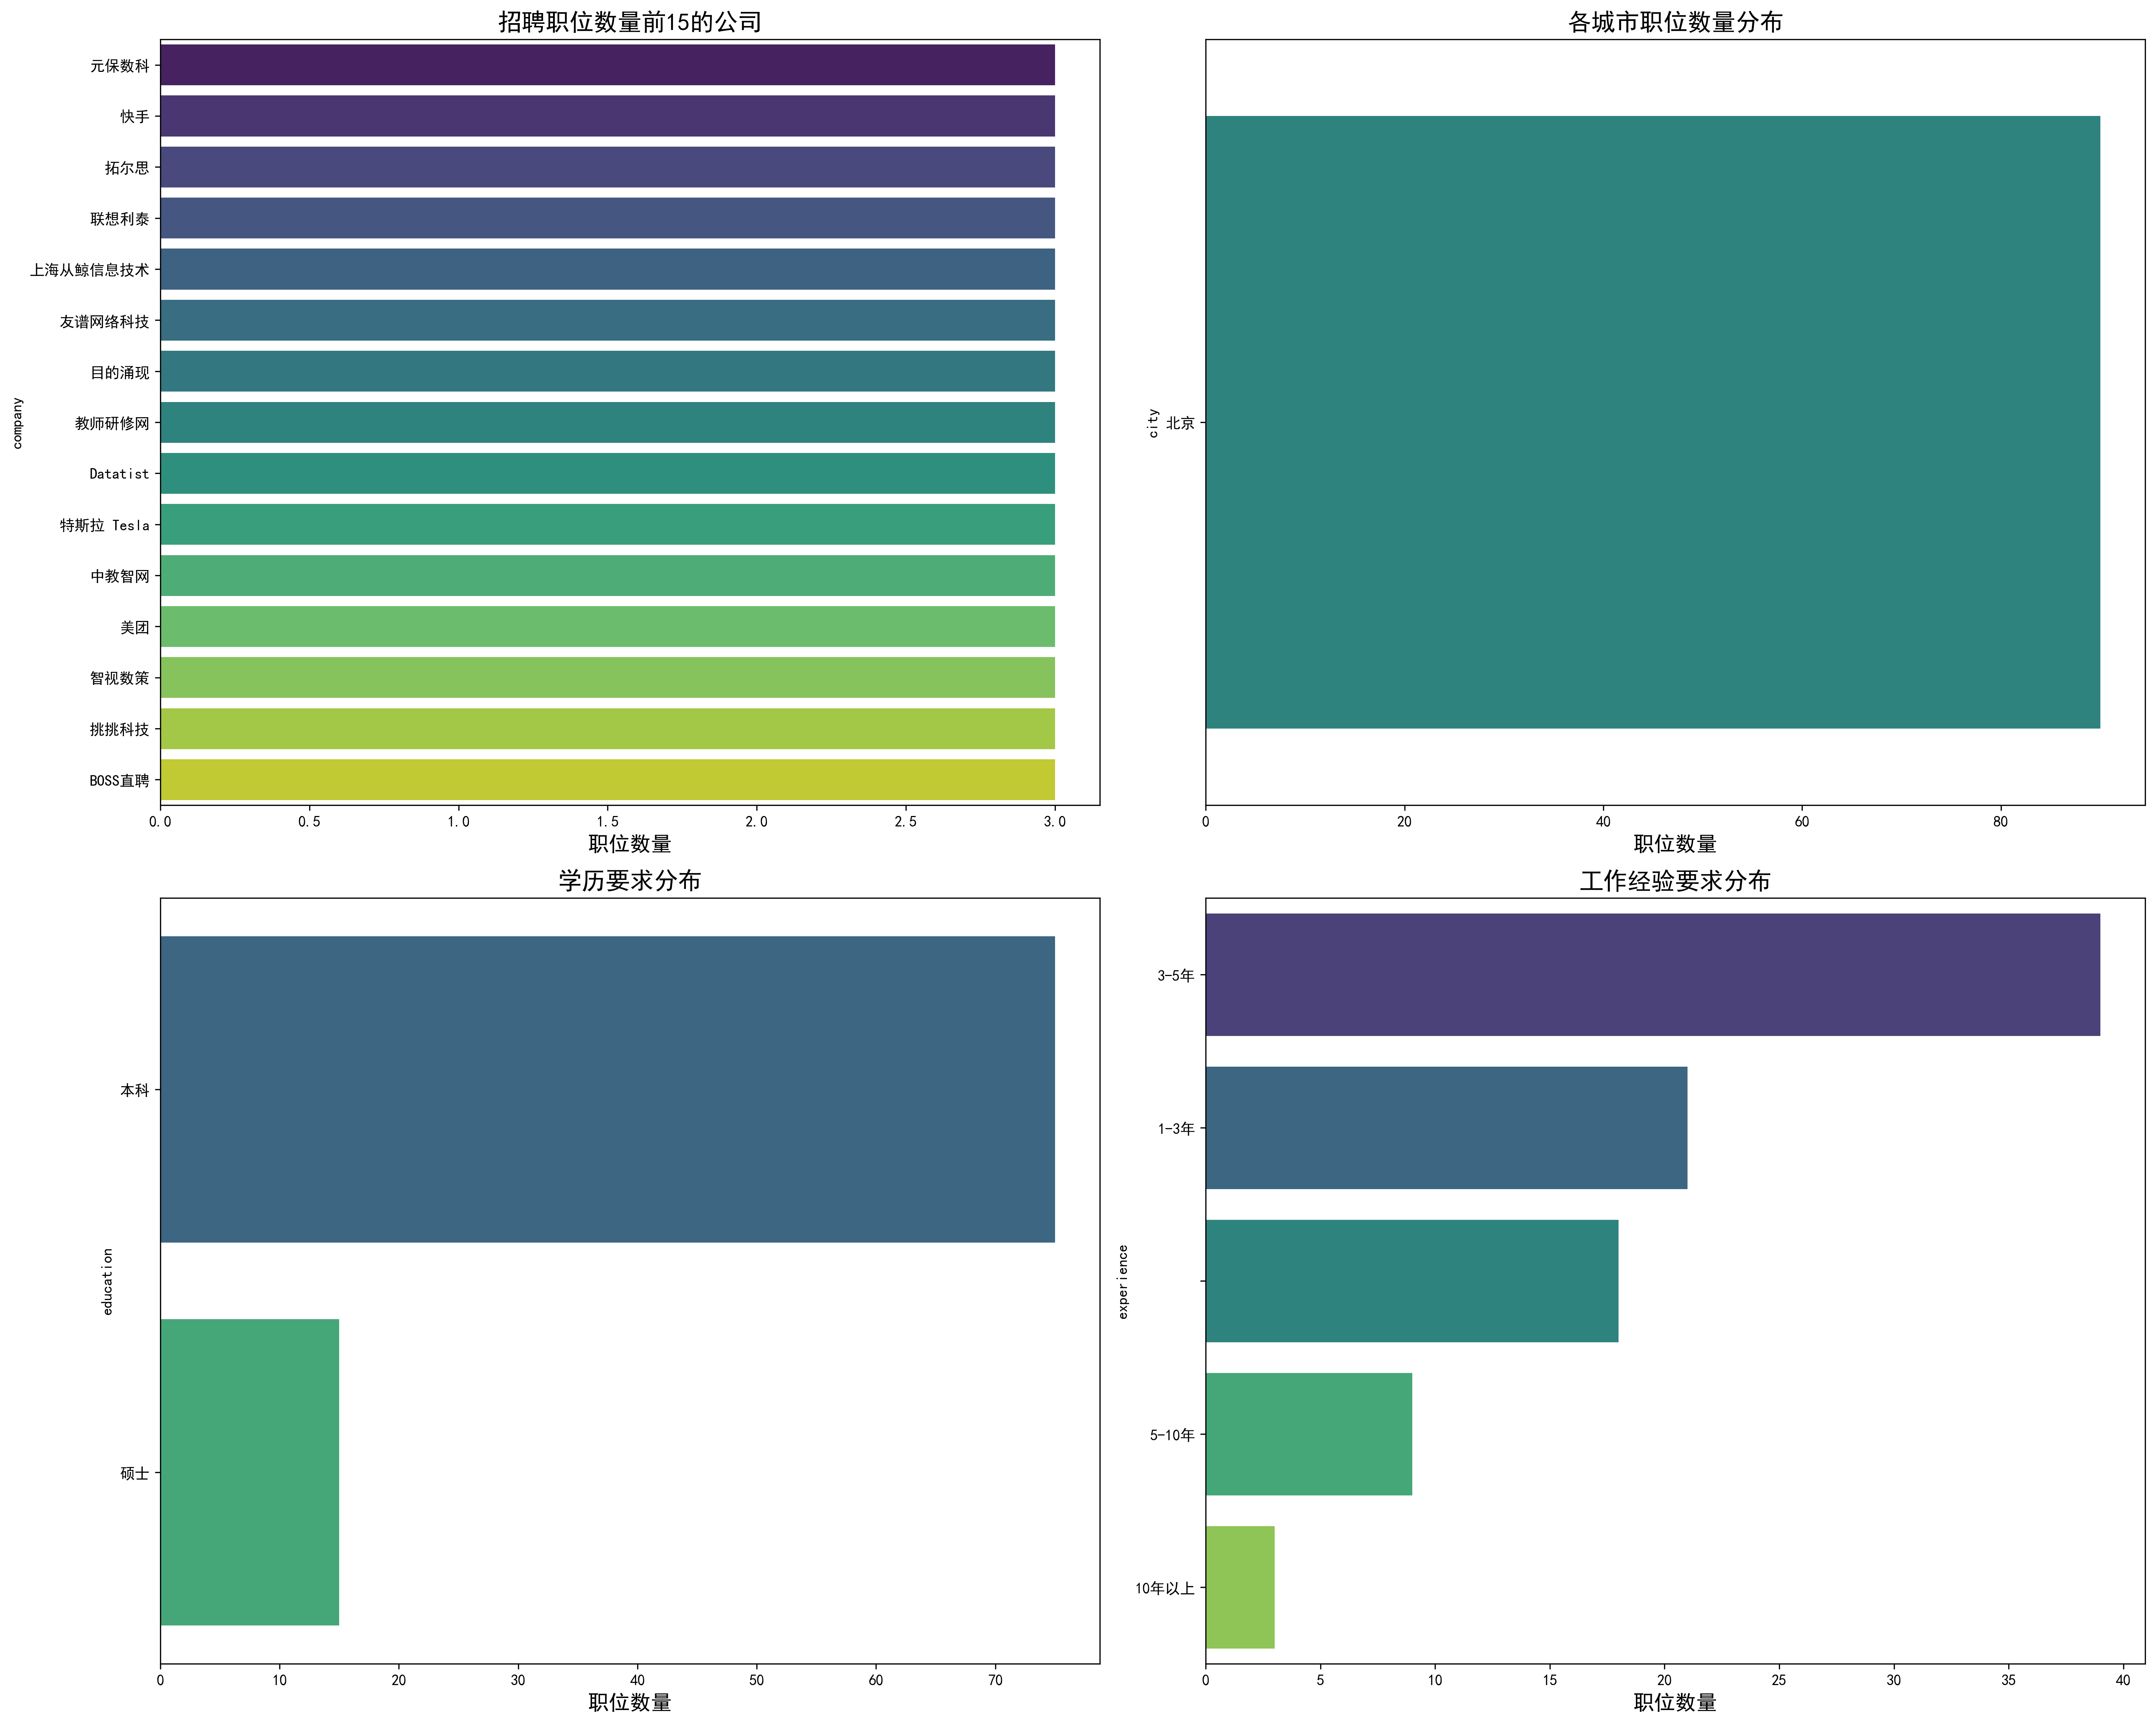 招聘职位数量前15的公司
元保数科
快手
拓尔思
联想利泰
上海从鲸信息技术
友谱网络科技
目的涌现
教师研修网
Datatist
特斯拉 Tesla
中教智网
美团
智视数策
挑挑科技
BOSS直聘
company
0.0 0.5 1.0 1.5 2.0 2.5 3.0
职位数量
各城市职位数量分布
北京
city
0 20 40 60 80
职位数量
学历要求分布
本科
硕士
education
0 10 20 30 40 50 60 70
职位数量
工作经验要求分布
3-5年
1-3年
5-10年
10年以上
experience
0 5 10 15 20 25 30 35 40
职位数量